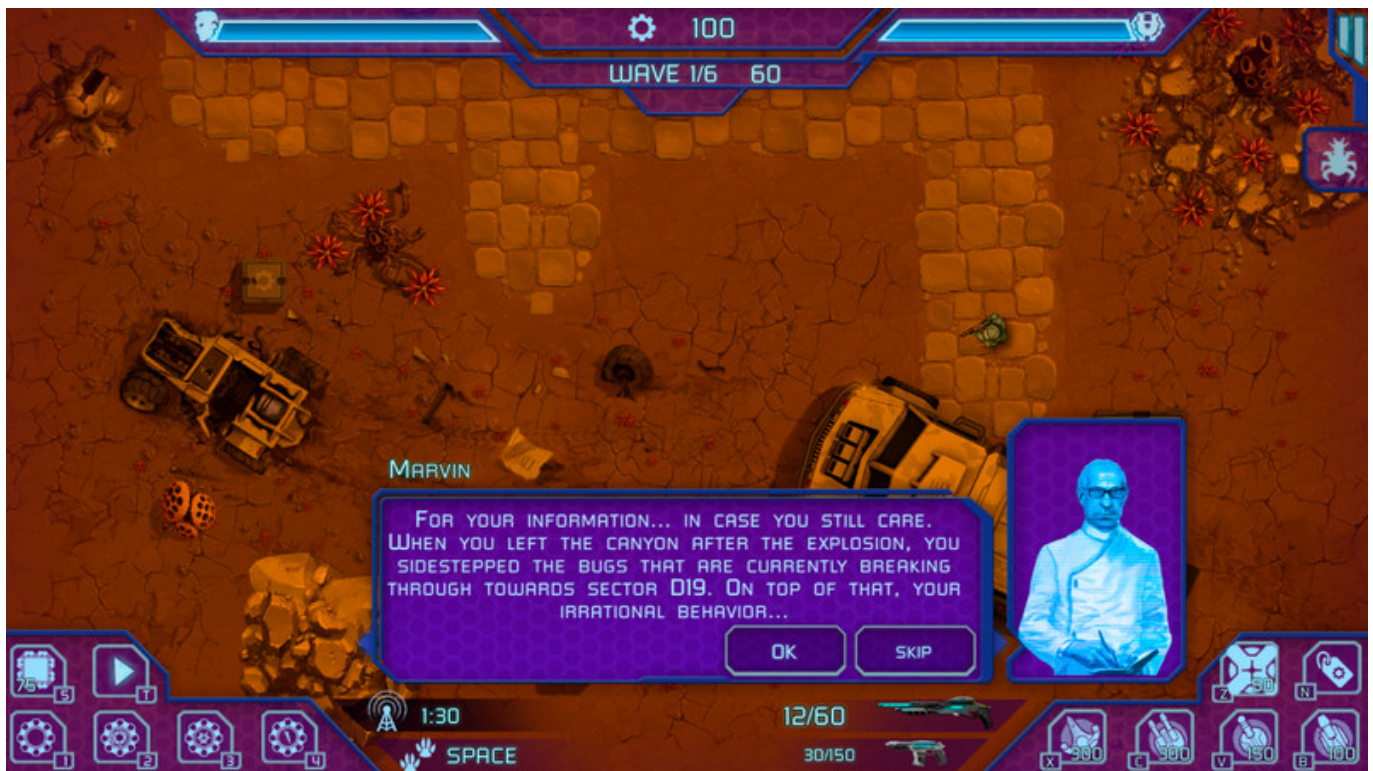 100
WAVE 1/6 60
MARVIN
FOR YOUR INFORMATION... IN CASE YOU STILL CARE.
WHEN YOU LEFT THE CANYON AFTER THE EXPLOSION, YOU
SIDESTEPPED THE BUGS THAT ARE CURRENTLY BREAKING
THROUGH TOWARDS SECTOR D19. ON TOP OF THAT, YOUR
IRRATIONAL BEHAVIOR...
OK SKIP
75 S T
50 Z N
1:30 12/60
1 2 3 4
SPACE 30/150
X 300 C 300 V 150 B 100